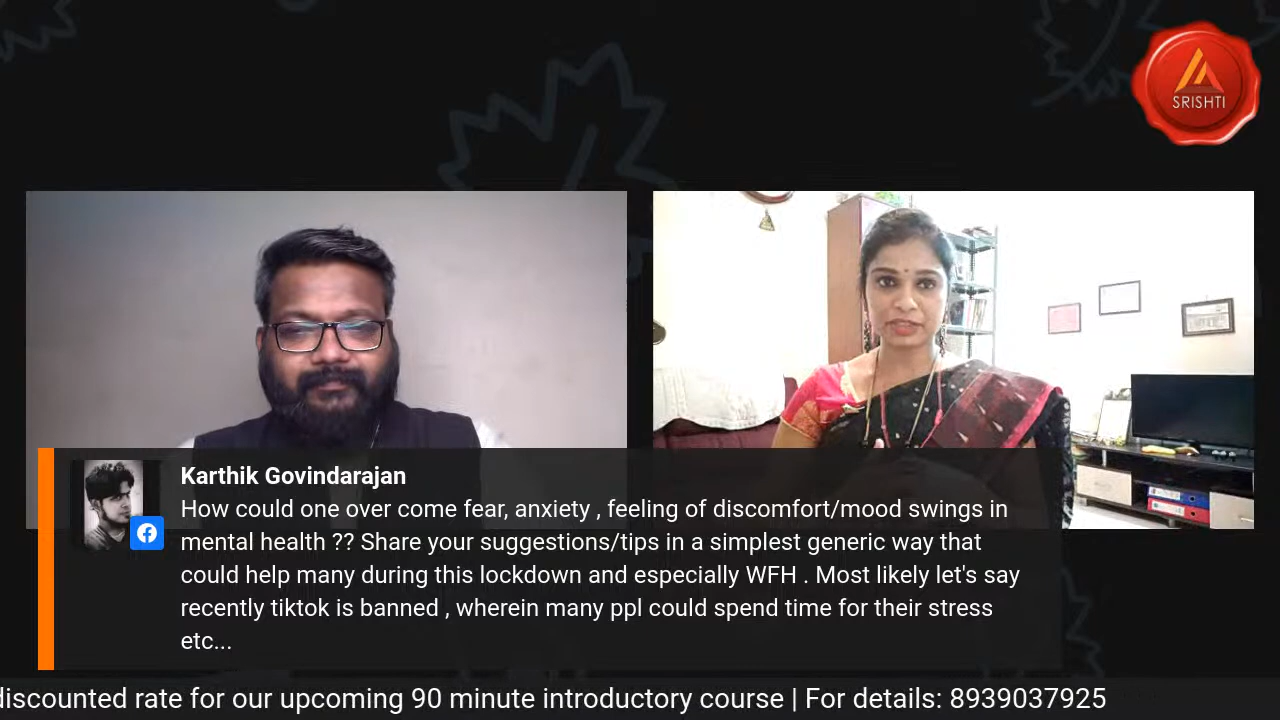 SRISHTI
Karthik Govindarajan
How could one over come fear, anxiety , feeling of discomfort/mood swings in
mental health ?? Share your suggestions/tips in a simplest generic way that
could help many during this lockdown and especially WFH . Most likely let's say
recently tiktok is banned , wherein many ppl could spend time for their stress
etc...
discounted rate for our upcoming 90 minute introductory course | For details: 8939037925